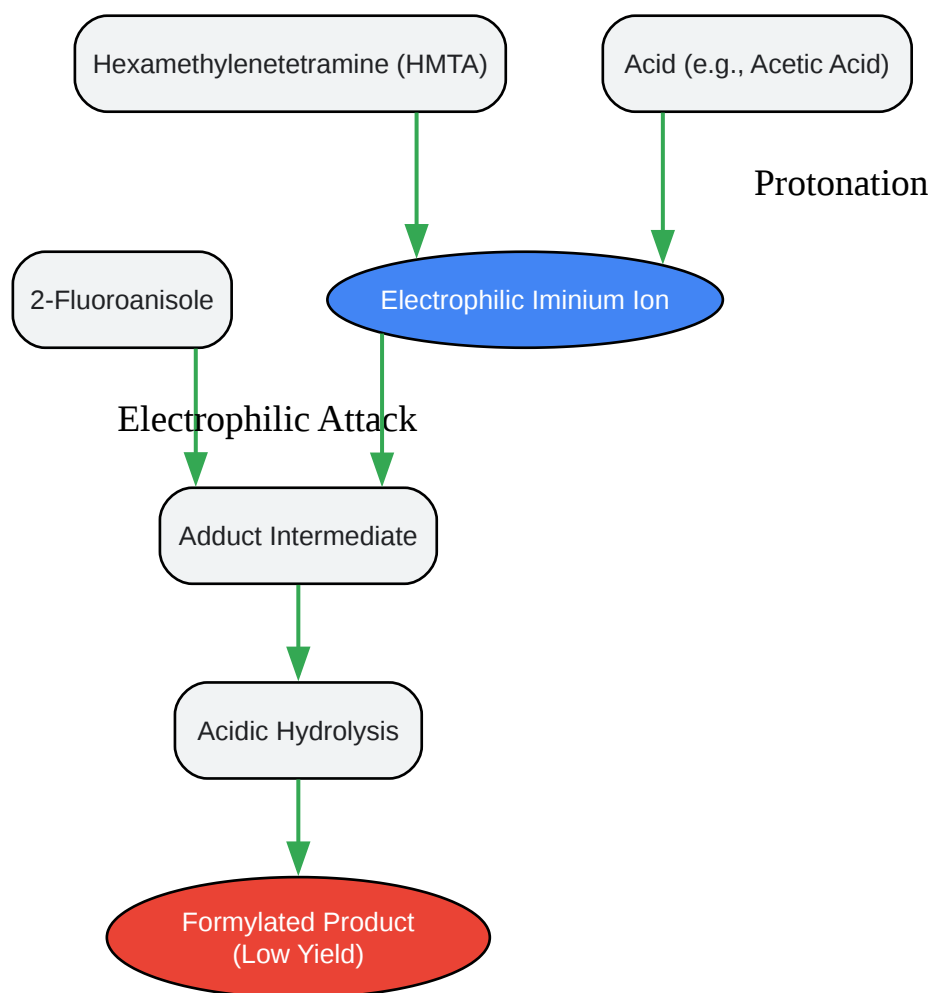 Hexamethylenetetramine (HMTA)
Acid (e.g., Acetic Acid)
Protonation
2-Fluoroanisole
Electrophilic Iminium Ion
Electrophilic Attack
Adduct Intermediate
Acidic Hydrolysis
Formylated Product
(Low Yield)